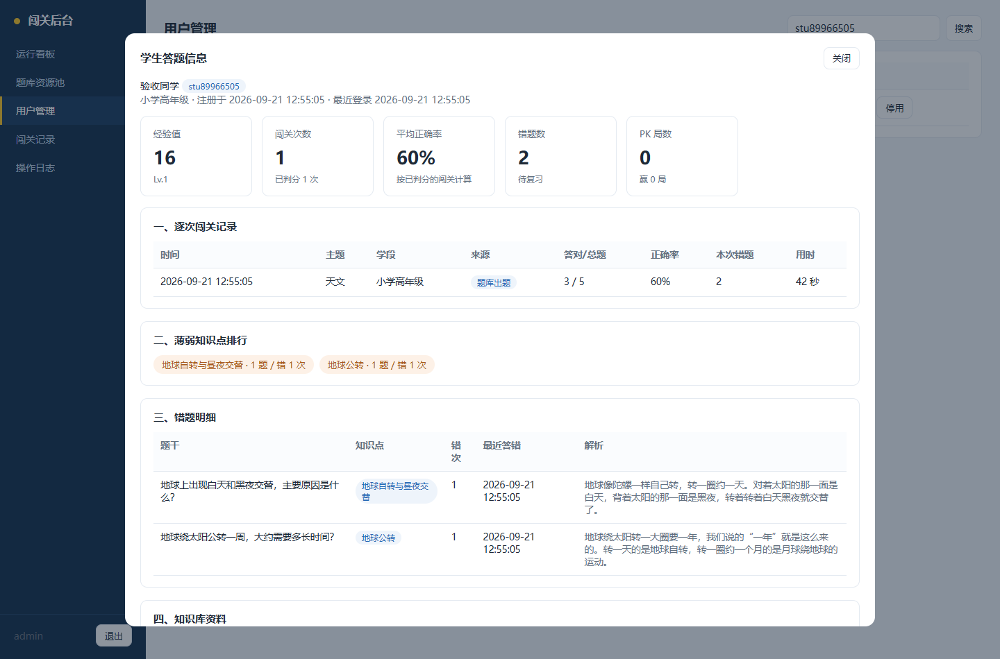 闯关后台
运行看板
题库资源池
用户管理
闯关记录
操作日志
admin
退出
用户管理
stu89966505
搜索
停用
学生答题信息
关闭
验收同学 stu89966505
小学高年级 · 注册于 2026-09-21 12:55:05 · 最近登录 2026-09-21 12:55:05
经验值
16
Lv.1
闯关次数
1
已判分 1 次
平均正确率
60%
按已判分的闯关计算
错题数
2
待复习
PK 局数
0
赢 0 局
一、逐次闯关记录
时间 主题 学段 来源 答对/总题 正确率 本次错题 用时
2026-09-21 12:55:05 天文 小学高年级 题库出题 3 / 5 60% 2 42 秒
二、薄弱知识点排行
地球自转与昼夜交替 · 1 题 / 错 1 次 地球公转 · 1 题 / 错 1 次
三、错题明细
题干 知识点 错次 最近答错 解析
地球上出现白天和黑夜交替，主要原因是什
么？
地球自转与昼夜交
替
1
2026-09-21
12:55:05
地球像陀螺一样自己转，转一圈约一天。对着太阳的那一面是
白天，背着太阳的那一面是黑夜，转着转着白天黑夜就交替
了。
地球绕太阳公转一周，大约需要多长时间？
地球公转
1
2026-09-21
12:55:05
地球绕太阳转一大圈要一年，我们说的“一年”就是这么来
的。转一天的是地球自转，转一圈约一个月的是月球绕地球的
运动。
四、知识库资料